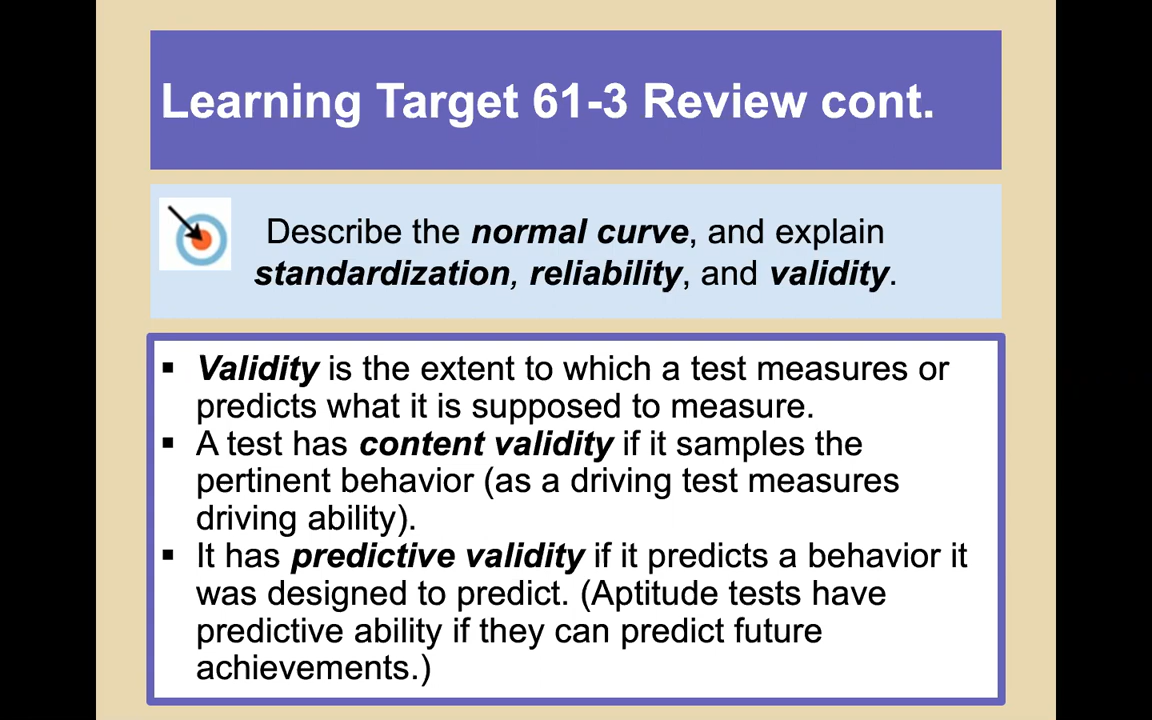 Learning Target 61-3 Review cont.
Describe the normal curve, and explain
standardization, reliability, and validity.
▪ Validity is the extent to which a test measures or
predicts what it is supposed to measure.
▪ A test has content validity if it samples the
pertinent behavior (as a driving test measures
driving ability).
▪ It has predictive validity if it predicts a behavior it
was designed to predict. (Aptitude tests have
predictive ability if they can predict future
achievements.)